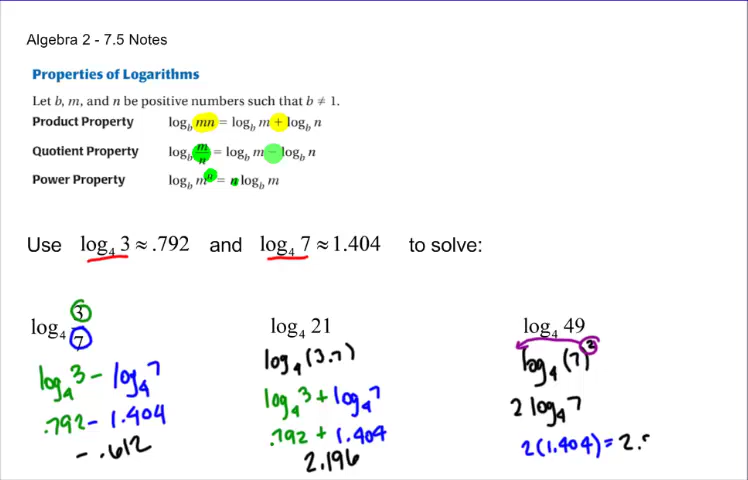 Algebra 2 - 7.5 Notes
Properties of Logarithms
Let b, m, and n be positive numbers such that b ≠ 1.
Product Property log_b mn = log_b m + log_b n
Quotient Property log_b m/n = log_b m − log_b n
Power Property log_b m^n = n log_b m
Use log_4 3 ≈ .792 and log_4 7 ≈ 1.404 to solve:
log_4 3/7
log_4 3 - log_4 7
.792 - 1.404
- .612
log_4 21
log_4 (3·7)
log_4 3 + log_4 7
.792 + 1.404
2.196
log_4 49
log_4 (7)^2
2 log_4 7
2(1.404) = 2.